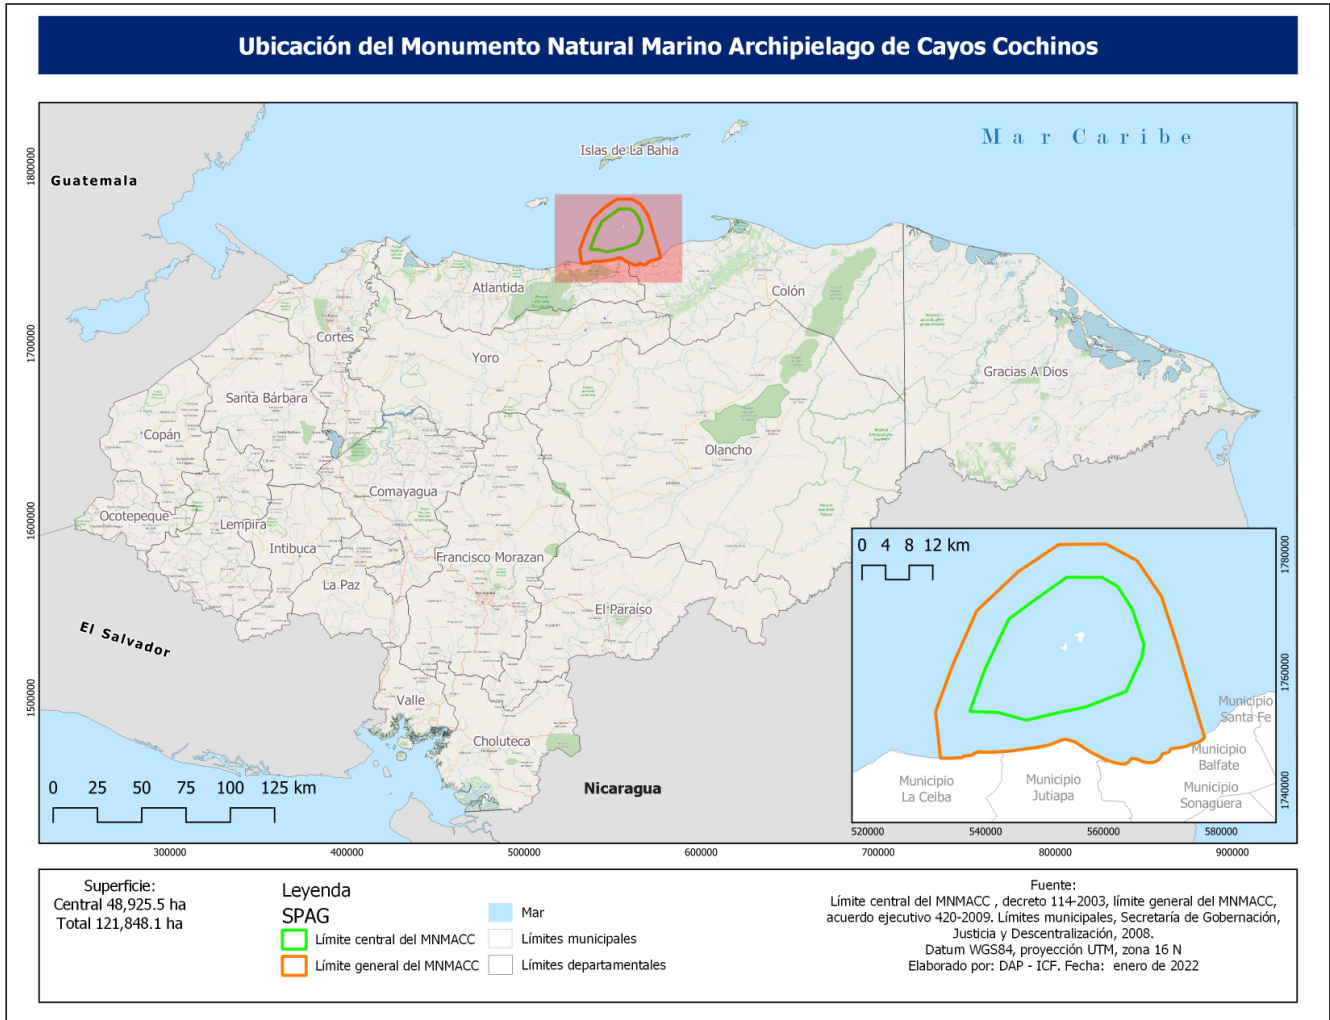 Ubicación del Monumento Natural Marino Archipielago de Cayos Cochinos
Mar Caribe
Islas de La Bahia
Guatemala
Atlantida
Colón
Cortes
Yoro
Gracias A Dios
Santa Bárbara
Copán
Olancho
Comayagua
Ocotepeque
Lempira
Intibuca
Francisco Morazan
La Paz
El Paraíso
El Salvador
Valle
Choluteca
Nicaragua
0 25 50 75 100 125 km
1800000
1700000
1600000
1500000
300000 400000 500000 600000 700000 800000 900000
0 4 8 12 km
Municipio
Santa Fe
Municipio
Balfate
Municipio
La Ceiba
Municipio
Jutiapa
Municipio
Sonaguera
1780000
1760000
1740000
520000 540000 560000 580000
Superficie:
Central 48,925.5 ha
Total 121,848.1 ha
Leyenda
SPAG
Límite central del MNMACC
Límite general del MNMACC
Mar
Límites municipales
Límites departamentales
Fuente:
Límite central del MNMACC , decreto 114-2003, límite general del MNMACC,
acuerdo ejecutivo 420-2009. Límites municipales, Secretaría de Gobernación,
Justicia y Descentralización, 2008.
Datum WGS84, proyección UTM, zona 16 N
Elaborado por: DAP - ICF. Fecha: enero de 2022